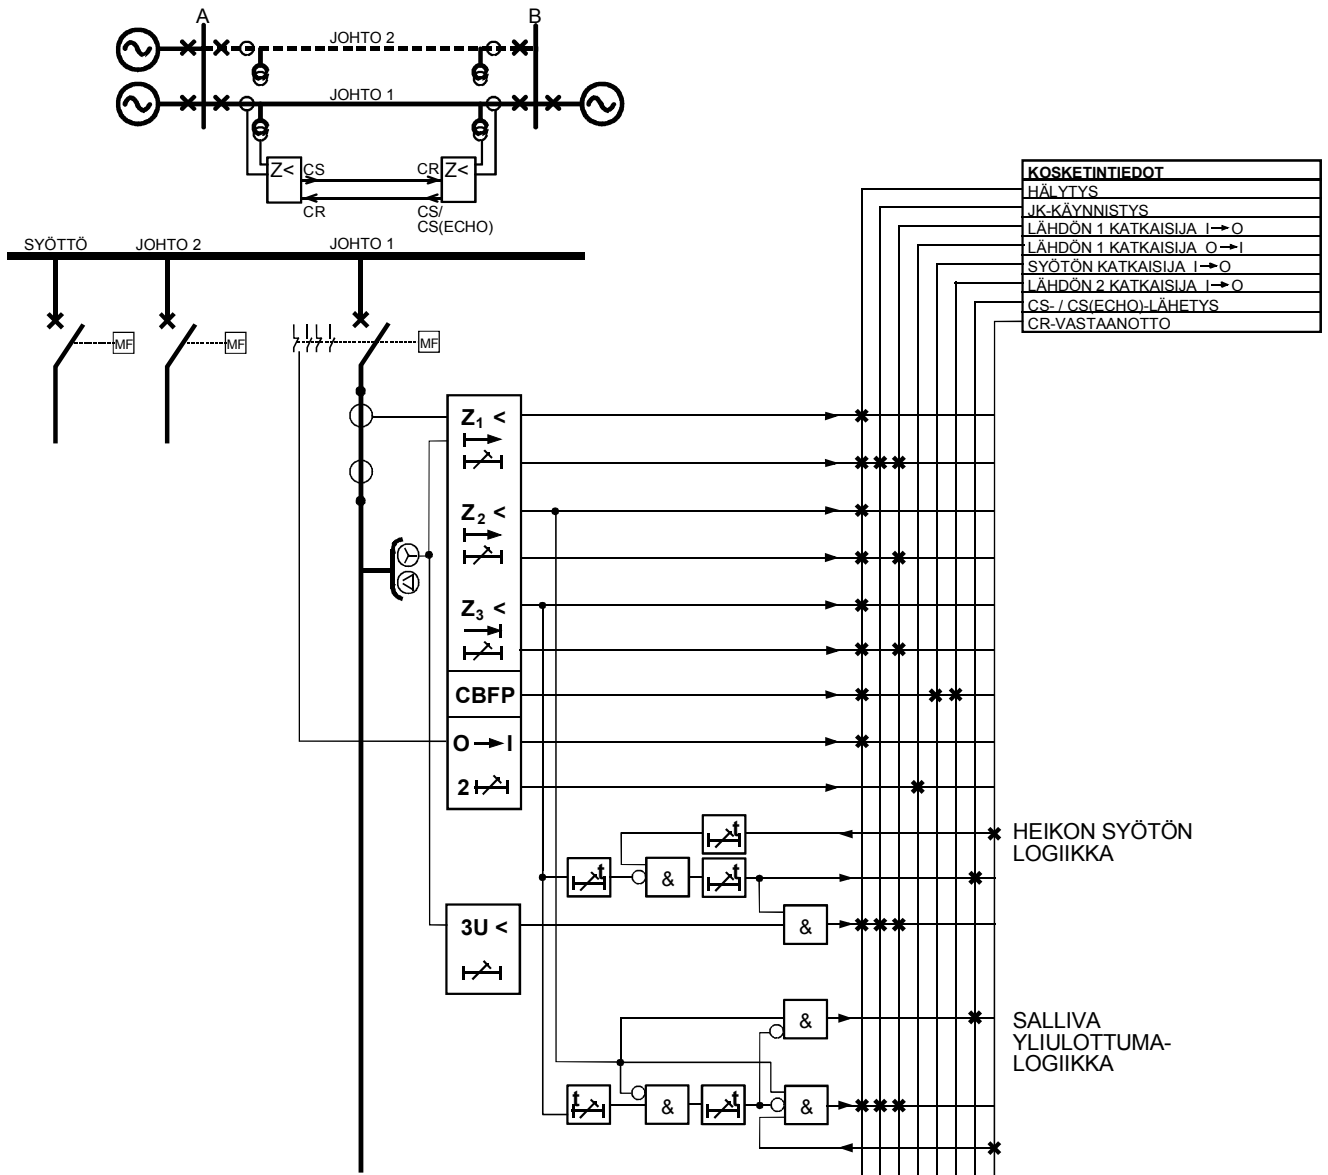 A
B
JOHTO 2
JOHTO 1
Z<
CS
CR
Z<
CR
CS/
CS(ECHO)
KOSKETINTIEDOT
HÄLYTYS
JK-KÄYNNISTYS
LÄHDÖN 1 KATKAISIJA I→O
LÄHDÖN 1 KATKAISIJA O→I
SYÖTÖN KATKAISIJA I→O
LÄHDÖN 2 KATKAISIJA I→O
CS- / CS(ECHO)-LÄHETYS
CR-VASTAANOTTO
SYÖTTÖ
JOHTO 2
JOHTO 1
MF
MF
MF
Z1 <
Z2 <
Z3 <
CBFP
O→I
2
t
HEIKON SYÖTÖN
LOGIIKKA
t
&
t
3U <
&
&
SALLIVA
YLIULOTTUMA-
LOGIIKKA
t
&
t
&